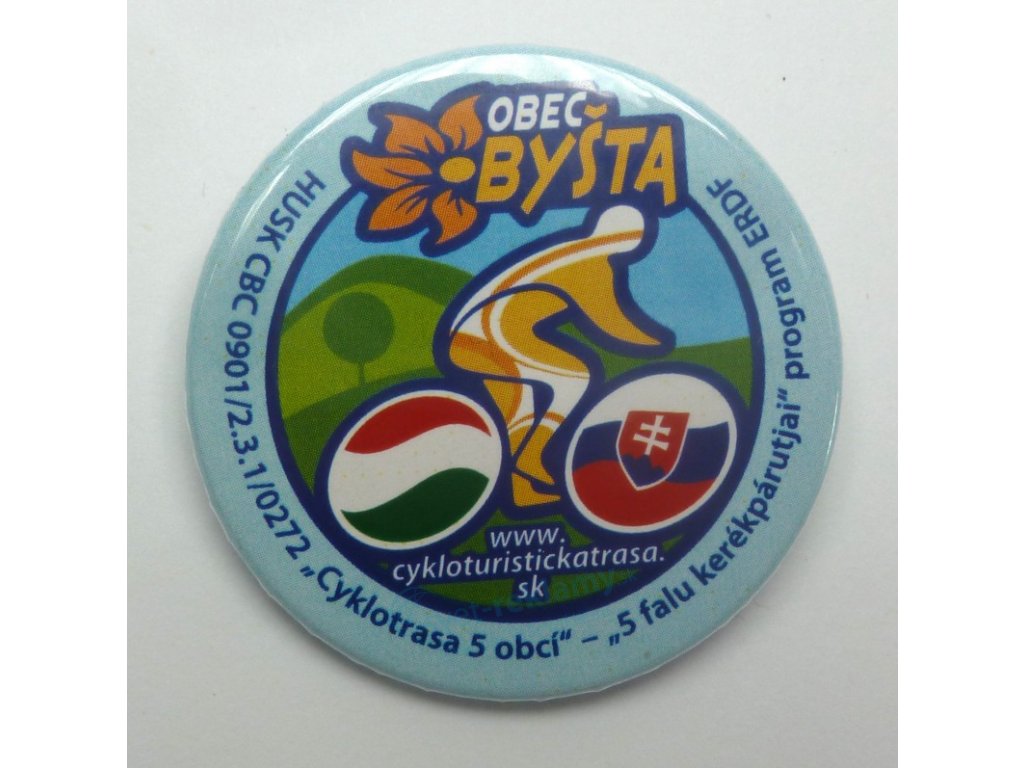 OBEC
BYŠTA
HUSK CBC 0901/2.3.1/0272 „Cyklotrasa 5 obcí“ – „5 falu kerékpárutjai“ program ERDF
www.
cykloturistickatrasa.
sk